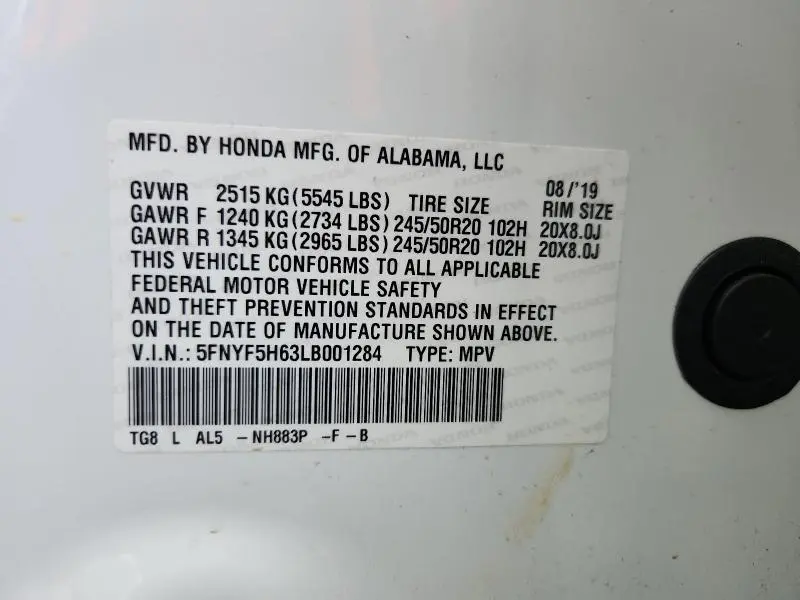 MFD. BY HONDA MFG. OF ALABAMA, LLC
08/'19
GVWR 2515 KG(5545 LBS) TIRE SIZE RIM SIZE
GAWR F 1240 KG(2734 LBS)245/50R20 102H 20X8.0J
GAWR R 1345 KG(2965 LBS)245/50R20 102H 20X8.0J
THIS VEHICLE CONFORMS TO ALL APPLICABLE
FEDERAL MOTOR VEHICLE SAFETY
AND THEFT PREVENTION STANDARDS IN EFFECT
ON THE DATE OF MANUFACTURE SHOWN ABOVE.
V.I.N.: 5FNYF5H63LB001284 TYPE: MPV
TG8 L AL5 - NH883P -F - B